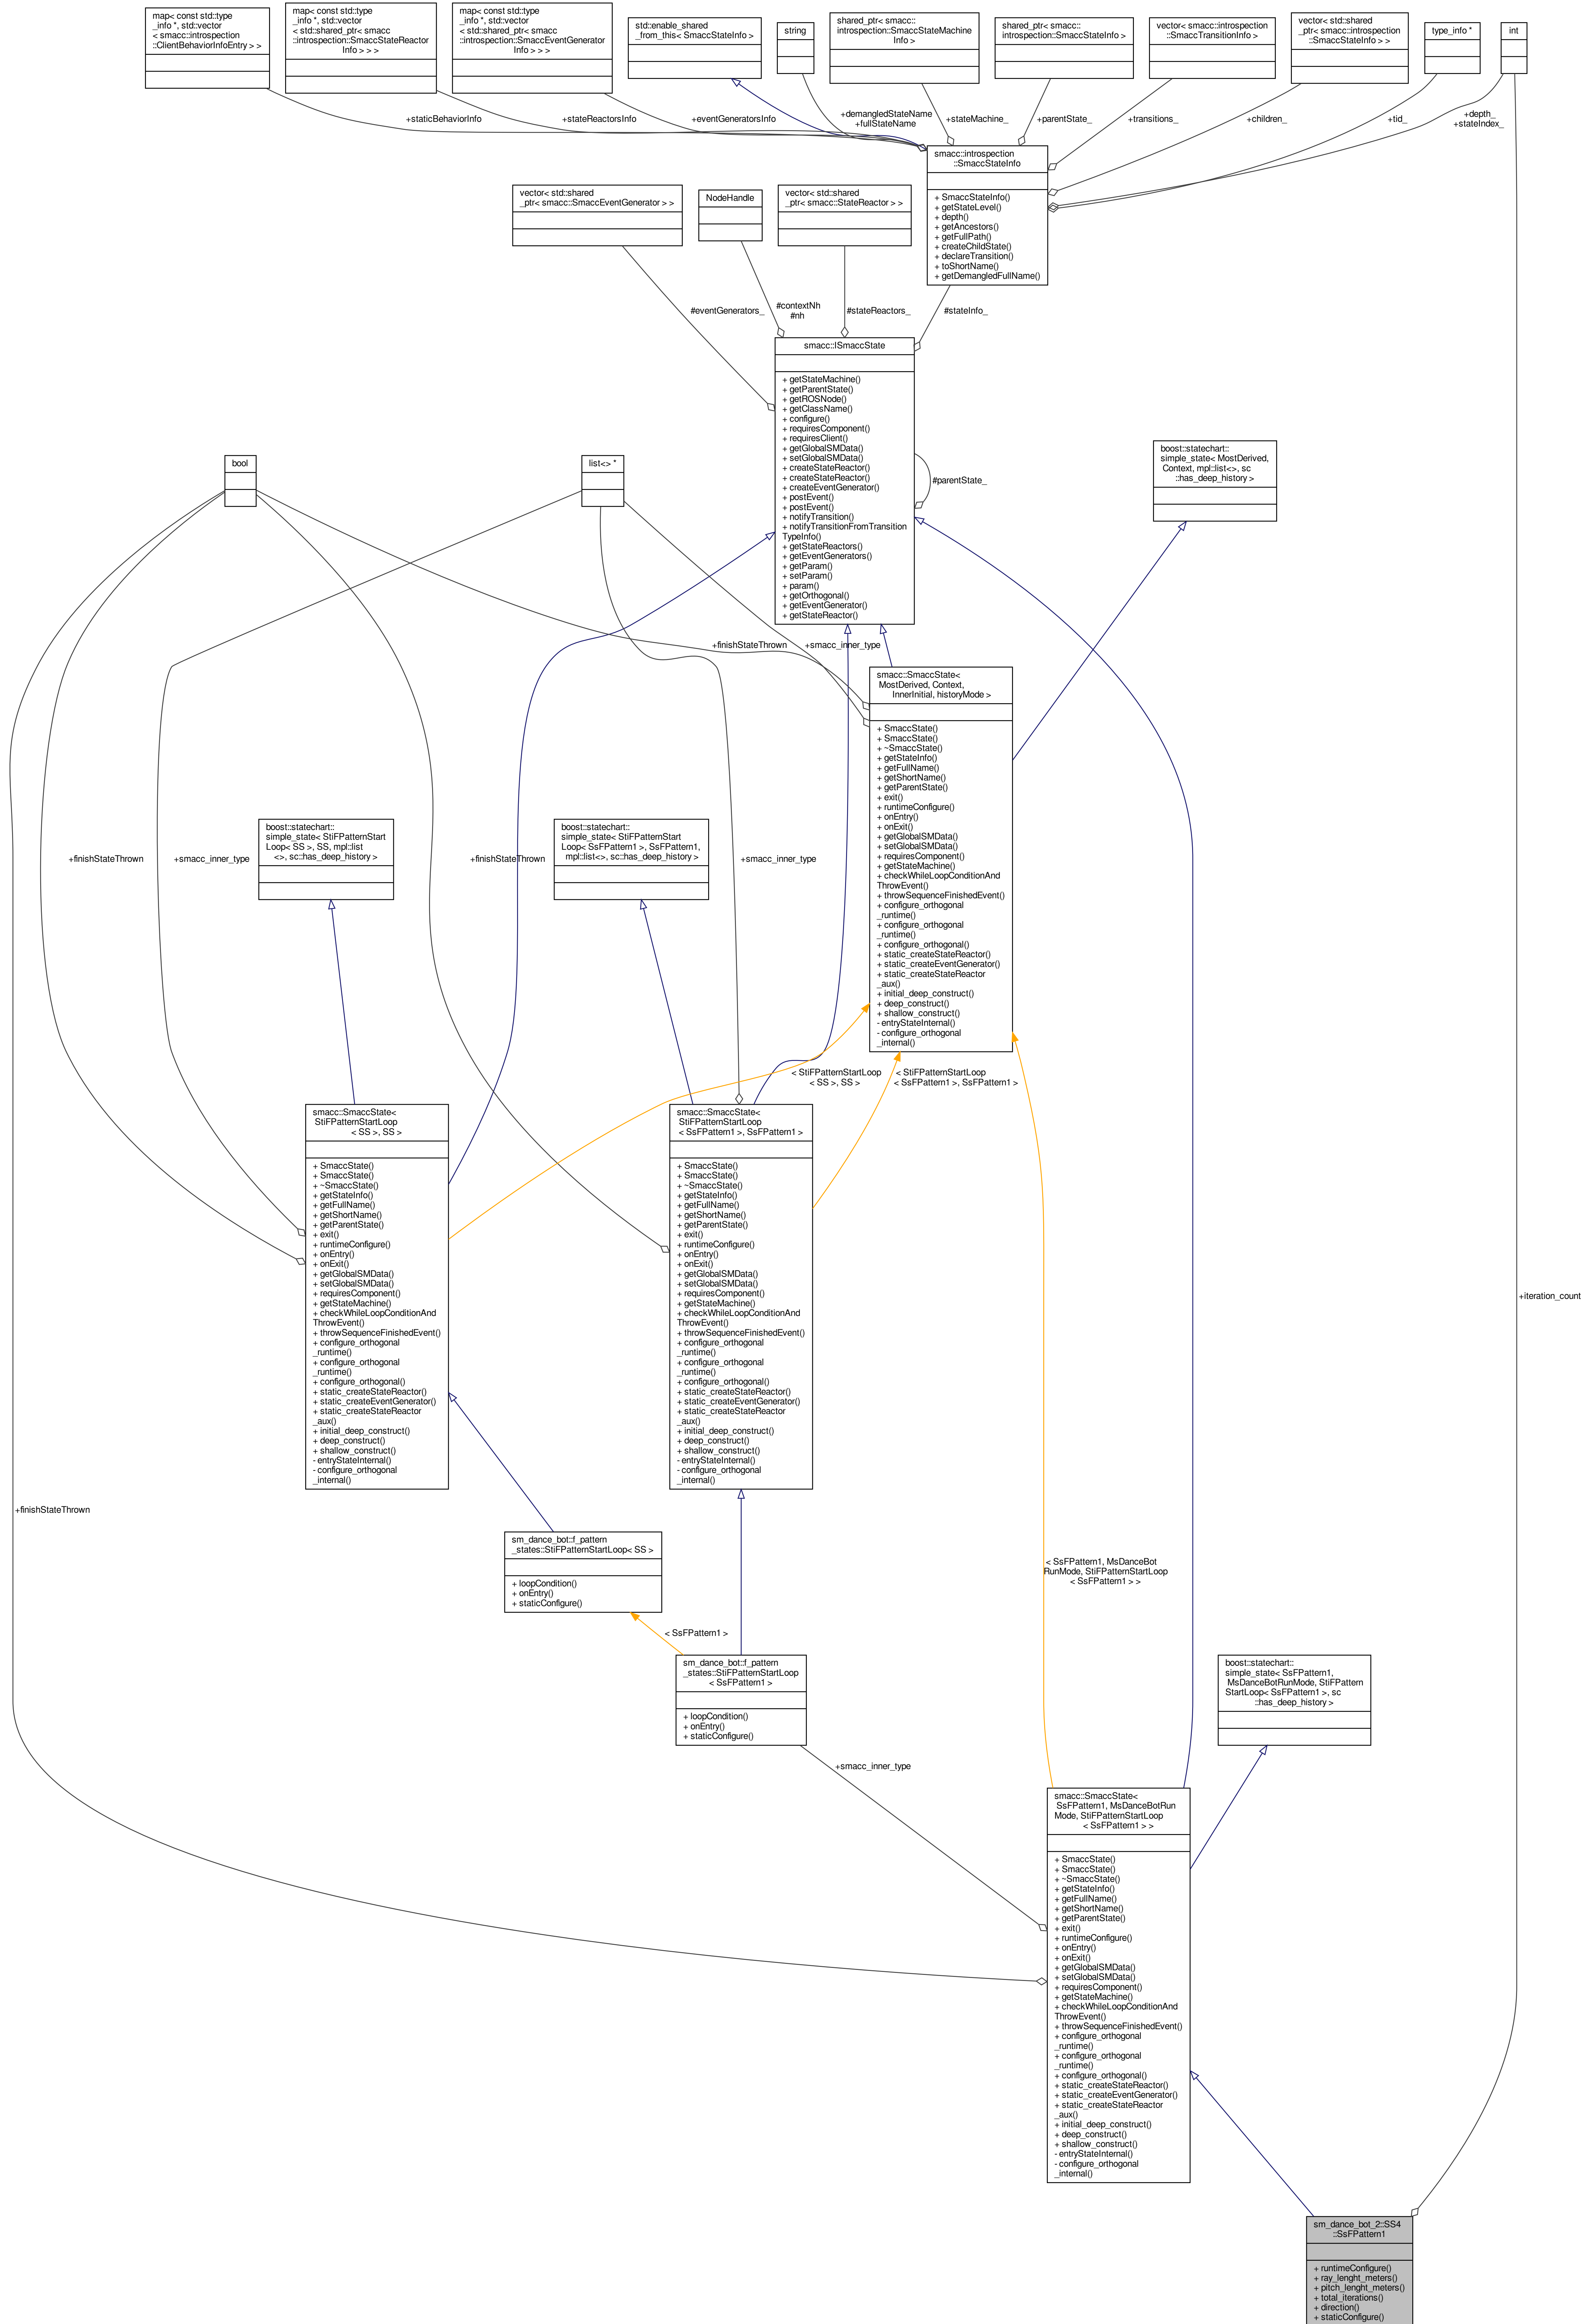 map< const std::type
_info *, std::vector
< smacc::introspection
::ClientBehaviorInfoEntry > >
map< const std::type
_info *, std::vector
< std::shared_ptr< smacc
::introspection::SmaccStateReactor
Info > > >
map< const std::type
_info *, std::vector
< std::shared_ptr< smacc
::introspection::SmaccEventGenerator
Info > > >
std::enable_shared
_from_this< SmaccStateInfo >
string
shared_ptr< smacc::
introspection::SmaccStateMachine
Info >
shared_ptr< smacc::
introspection::SmaccStateInfo >
vector< smacc::introspection
::SmaccTransitionInfo >
vector< std::shared
_ptr< smacc::introspection
::SmaccStateInfo > >
type_info *
int
+staticBehaviorInfo
+stateReactorsInfo
+eventGeneratorsInfo
+demangledStateName
+fullStateName
+stateMachine_
+parentState_
+transitions_
+children_
+tid_
+depth_
+stateIndex_
smacc::introspection
::SmaccStateInfo
+ SmaccStateInfo()
+ getStateLevel()
+ depth()
+ getAncestors()
+ getFullPath()
+ createChildState()
+ declareTransition()
+ toShortName()
+ getDemangledFullName()
vector< std::shared
_ptr< smacc::SmaccEventGenerator > >
NodeHandle
vector< std::shared
_ptr< smacc::StateReactor > >
#eventGenerators_
#contextNh
#nh
#stateReactors_
#stateInfo_
smacc::ISmaccState
+ getStateMachine()
+ getParentState()
+ getROSNode()
+ getClassName()
+ configure()
+ requiresComponent()
+ requiresClient()
+ getGlobalSMData()
+ setGlobalSMData()
+ createStateReactor()
+ createStateReactor()
+ createEventGenerator()
+ postEvent()
+ postEvent()
+ notifyTransition()
+ notifyTransitionFromTransition
TypeInfo()
+ getStateReactors()
+ getEventGenerators()
+ getParam()
+ setParam()
+ param()
+ getOrthogonal()
+ getEventGenerator()
+ getStateReactor()
#parentState_
bool
list<> *
boost::statechart::
simple_state< MostDerived,
Context, mpl::list<>, sc
::has_deep_history >
+finishStateThrown
+smacc_inner_type
smacc::SmaccState<
MostDerived, Context,
InnerInitial, historyMode >
+ SmaccState()
+ SmaccState()
+ ~SmaccState()
+ getStateInfo()
+ getFullName()
+ getShortName()
+ getParentState()
+ exit()
+ runtimeConfigure()
+ onEntry()
+ onExit()
+ getGlobalSMData()
+ setGlobalSMData()
+ requiresComponent()
+ getStateMachine()
+ checkWhileLoopConditionAnd
ThrowEvent()
+ throwSequenceFinishedEvent()
+ configure_orthogonal
_runtime()
+ configure_orthogonal
_runtime()
+ configure_orthogonal()
+ static_createStateReactor()
+ static_createEventGenerator()
+ static_createStateReactor
_aux()
+ initial_deep_construct()
+ deep_construct()
+ shallow_construct()
- entryStateInternal()
- configure_orthogonal
_internal()
boost::statechart::
simple_state< StiFPatternStart
Loop< SS >, SS, mpl::list
<>, sc::has_deep_history >
boost::statechart::
simple_state< StiFPatternStart
Loop< SsFPattern1 >, SsFPattern1,
mpl::list<>, sc::has_deep_history >
+finishStateThrown
+smacc_inner_type
+finishStateThrown
+smacc_inner_type
< StiFPatternStartLoop
< SS >, SS >
< StiFPatternStartLoop
< SsFPattern1 >, SsFPattern1 >
smacc::SmaccState<
StiFPatternStartLoop
< SS >, SS >
+ SmaccState()
+ SmaccState()
+ ~SmaccState()
+ getStateInfo()
+ getFullName()
+ getShortName()
+ getParentState()
+ exit()
+ runtimeConfigure()
+ onEntry()
+ onExit()
+ getGlobalSMData()
+ setGlobalSMData()
+ requiresComponent()
+ getStateMachine()
+ checkWhileLoopConditionAnd
ThrowEvent()
+ throwSequenceFinishedEvent()
+ configure_orthogonal
_runtime()
+ configure_orthogonal
_runtime()
+ configure_orthogonal()
+ static_createStateReactor()
+ static_createEventGenerator()
+ static_createStateReactor
_aux()
+ initial_deep_construct()
+ deep_construct()
+ shallow_construct()
- entryStateInternal()
- configure_orthogonal
_internal()
smacc::SmaccState<
StiFPatternStartLoop
< SsFPattern1 >, SsFPattern1 >
+ SmaccState()
+ SmaccState()
+ ~SmaccState()
+ getStateInfo()
+ getFullName()
+ getShortName()
+ getParentState()
+ exit()
+ runtimeConfigure()
+ onEntry()
+ onExit()
+ getGlobalSMData()
+ setGlobalSMData()
+ requiresComponent()
+ getStateMachine()
+ checkWhileLoopConditionAnd
ThrowEvent()
+ throwSequenceFinishedEvent()
+ configure_orthogonal
_runtime()
+ configure_orthogonal
_runtime()
+ configure_orthogonal()
+ static_createStateReactor()
+ static_createEventGenerator()
+ static_createStateReactor
_aux()
+ initial_deep_construct()
+ deep_construct()
+ shallow_construct()
- entryStateInternal()
- configure_orthogonal
_internal()
+iteration_count
+finishStateThrown
sm_dance_bot::f_pattern
_states::StiFPatternStartLoop< SS >
+ loopCondition()
+ onEntry()
+ staticConfigure()
< SsFPattern1, MsDanceBot
RunMode, StiFPatternStartLoop
< SsFPattern1 > >
< SsFPattern1 >
sm_dance_bot::f_pattern
_states::StiFPatternStartLoop
< SsFPattern1 >
+ loopCondition()
+ onEntry()
+ staticConfigure()
boost::statechart::
simple_state< SsFPattern1,
MsDanceBotRunMode, StiFPattern
StartLoop< SsFPattern1 >, sc
::has_deep_history >
+smacc_inner_type
smacc::SmaccState<
SsFPattern1, MsDanceBotRun
Mode, StiFPatternStartLoop
< SsFPattern1 > >
+ SmaccState()
+ SmaccState()
+ ~SmaccState()
+ getStateInfo()
+ getFullName()
+ getShortName()
+ getParentState()
+ exit()
+ runtimeConfigure()
+ onEntry()
+ onExit()
+ getGlobalSMData()
+ setGlobalSMData()
+ requiresComponent()
+ getStateMachine()
+ checkWhileLoopConditionAnd
ThrowEvent()
+ throwSequenceFinishedEvent()
+ configure_orthogonal
_runtime()
+ configure_orthogonal
_runtime()
+ configure_orthogonal()
+ static_createStateReactor()
+ static_createEventGenerator()
+ static_createStateReactor
_aux()
+ initial_deep_construct()
+ deep_construct()
+ shallow_construct()
- entryStateInternal()
- configure_orthogonal
_internal()
sm_dance_bot_2::SS4
::SsFPattern1
+ runtimeConfigure()
+ ray_lenght_meters()
+ pitch_lenght_meters()
+ total_iterations()
+ direction()
+ staticConfigure()